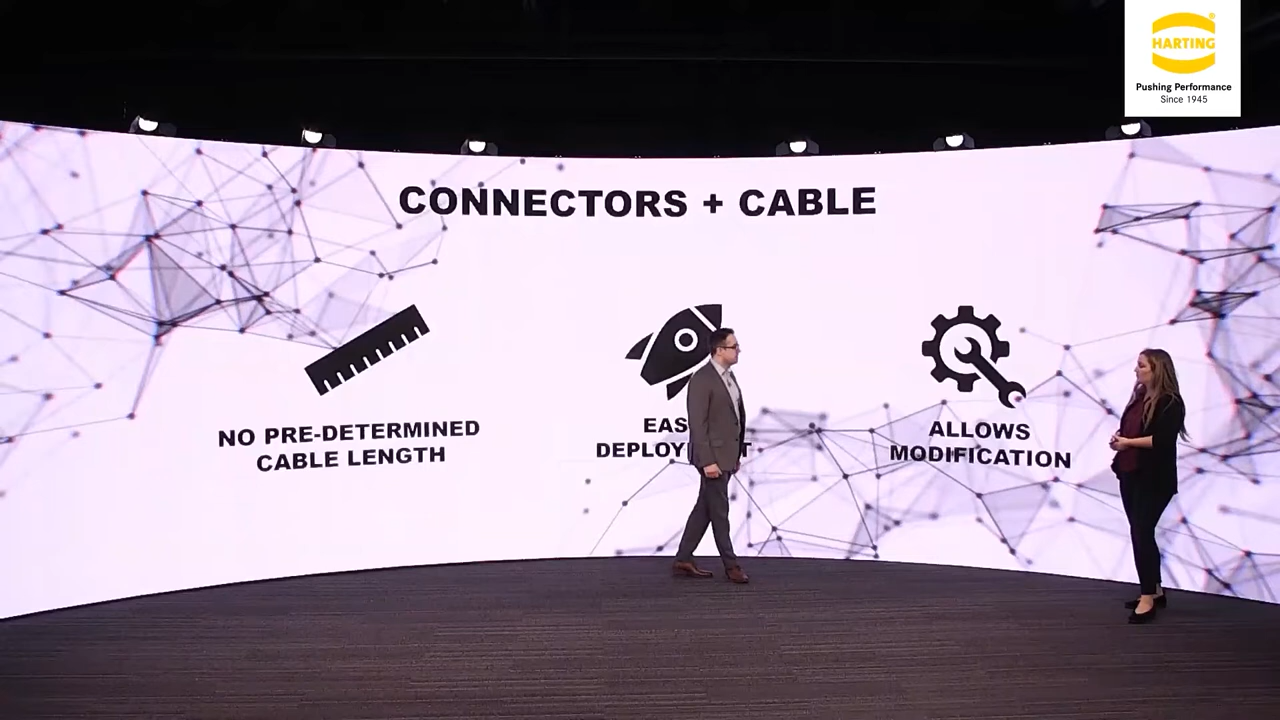 HARTING
Pushing Performance
Since 1945
CONNECTORS + CABLE
NO PRE-DETERMINED
CABLE LENGTH
ALLOWS
MODIFICATION